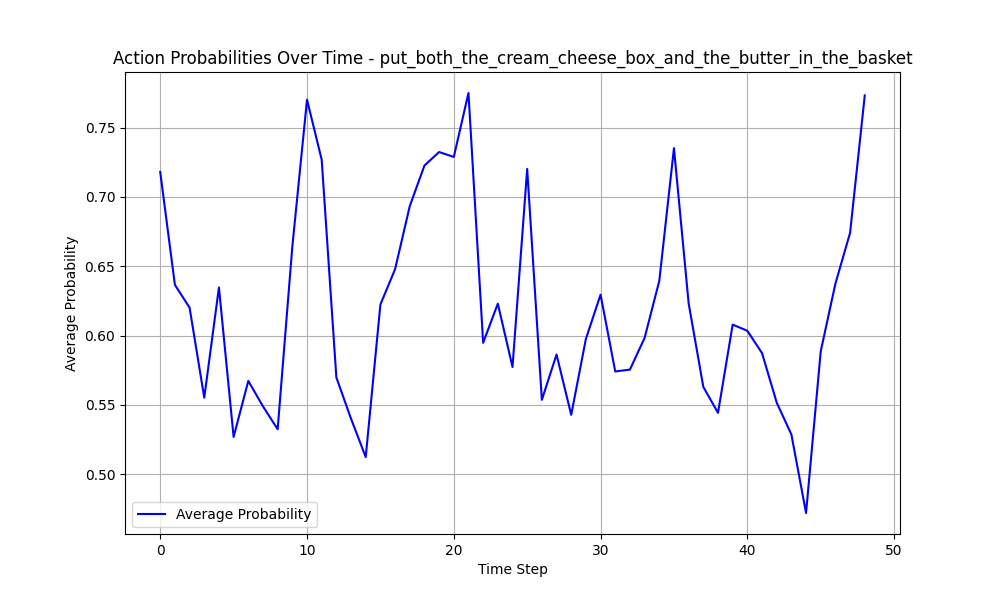 Action Probabilities Over Time - put_both_the_cream_cheese_box_and_the_butter_in_the_basket
Average Probability
0.75
0.70
0.65
0.60
0.55
0.50
Average Probability
0 10 20 30 40 50
Time Step